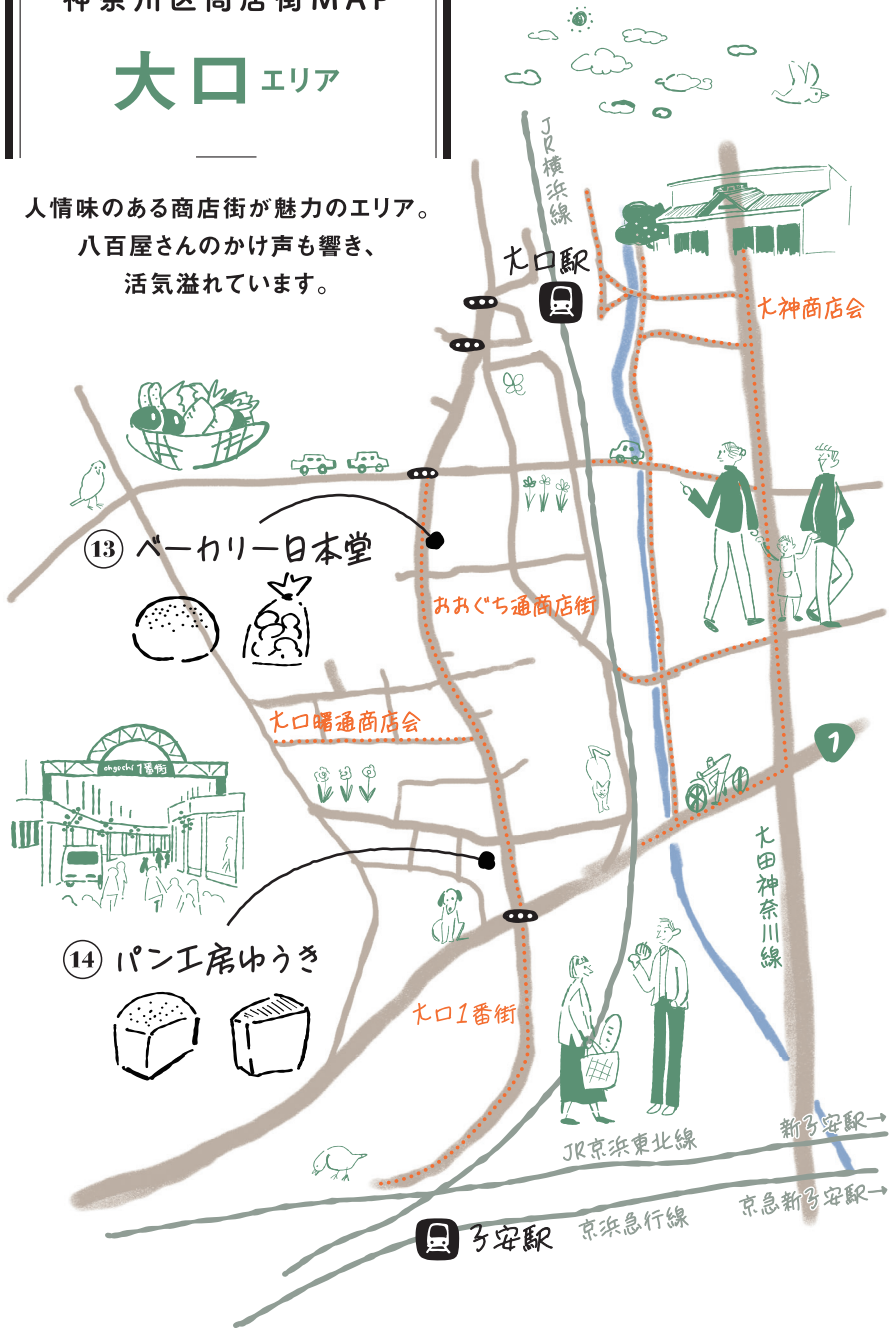 神奈川区商店街MAP
大口エリア
人情味のある商店街が魅力のエリア。
八百屋さんのかけ声も響き、
活気溢れています。
JR横浜線
大口駅
大神商店会
13 ベーカリー日本堂
おおぐち通商店街
大口曙通商店会
1
ohguchi 1番街
大田神奈川線
14 パン工房ゆうき
大口1番街
新子安駅→
JR京浜東北線
京急新子安駅→
京浜急行線
子安駅